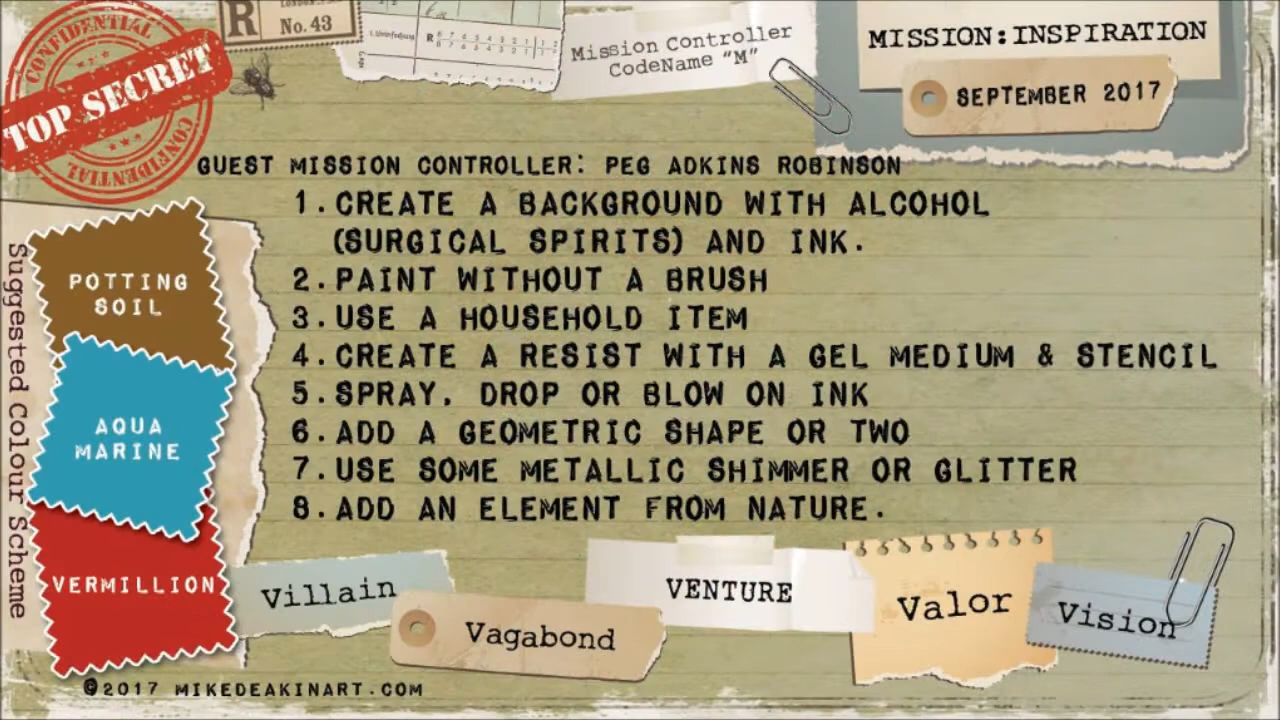 CONFIDENTIAL
TOP SECRET
CONFIDENTIAL
R
No. 43
R
Mission Controller
CodeName "M"
MISSION:INSPIRATION
SEPTEMBER 2017
GUEST MISSION CONTROLLER: PEG ADKINS ROBINSON
1. CREATE A BACKGROUND WITH ALCOHOL
(SURGICAL SPIRITS) AND INK.
2. PAINT WITHOUT A BRUSH
3. USE A HOUSEHOLD ITEM
4. CREATE A RESIST WITH A GEL MEDIUM & STENCIL
5. SPRAY, DROP OR BLOW ON INK
6. ADD A GEOMETRIC SHAPE OR TWO
7. USE SOME METALLIC SHIMMER OR GLITTER
8. ADD AN ELEMENT FROM NATURE.
Suggested Colour Scheme
POTTING
SOIL
AQUA
MARINE
VERMILLION
Villain
Vagabond
VENTURE
Valor
Vision
©2017 MIKEDEAKINART.COM